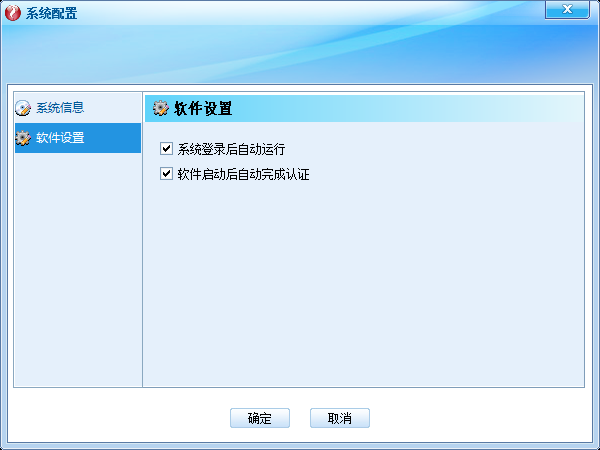 系统配置
X
系统信息
软件设置
软件设置
系统登录后自动运行
软件启动后自动完成认证
确定
取消